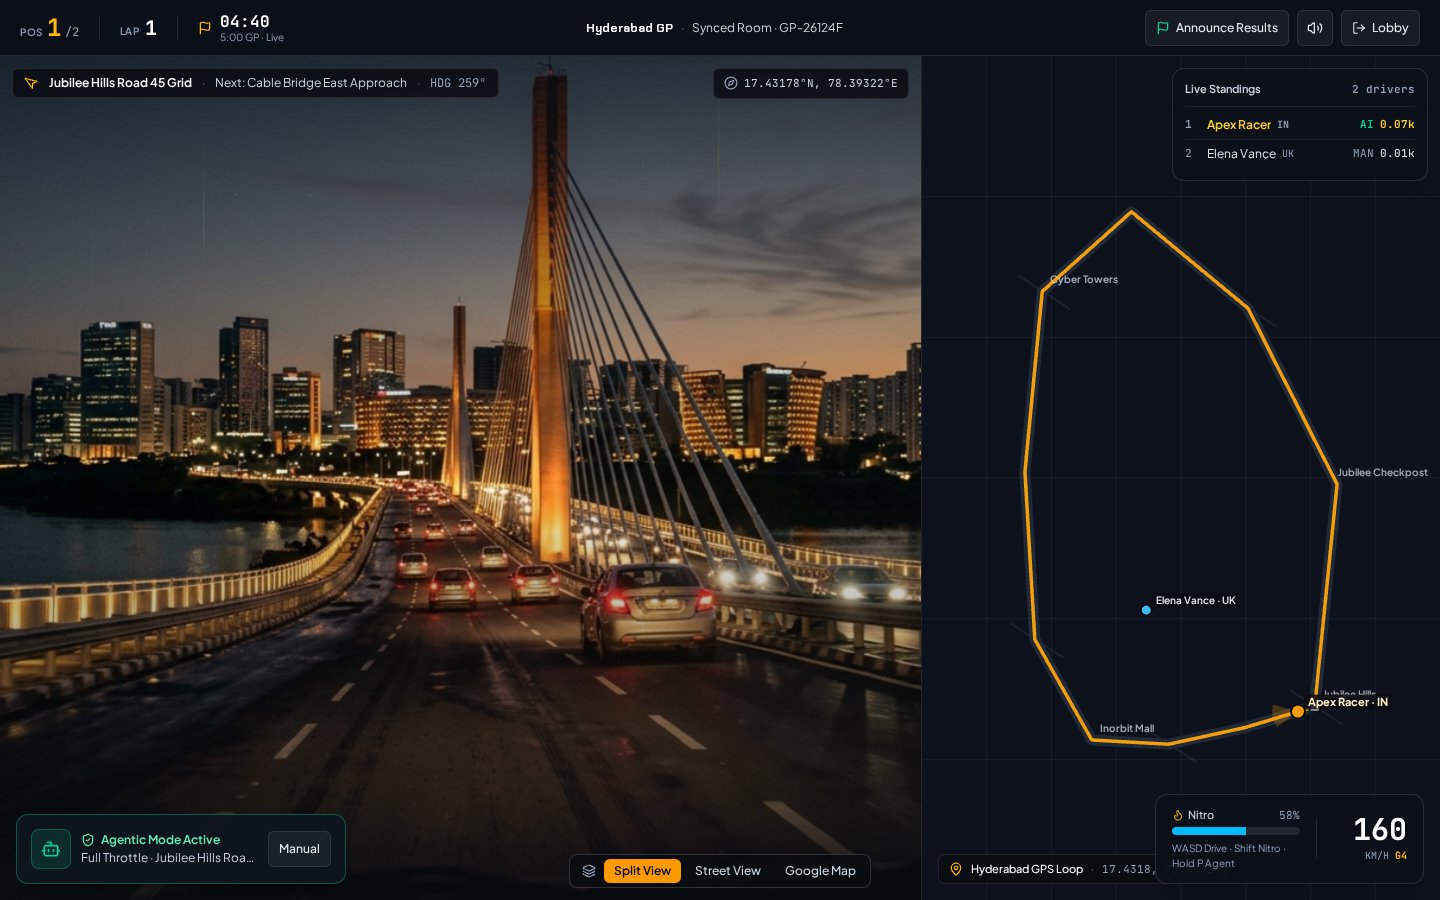 POS 1 /2
LAP 1
04:40
5:00 GP · Live
Hyderabad GP · Synced Room · GP-26124F
Announce Results
Lobby
Jubilee Hills Road 45 Grid · Next: Cable Bridge East Approach · HDG 259°
17.43178°N, 78.39322°E
Live Standings 2 drivers
1 Apex Racer IN AI 0.07k
2 Elena Vance UK MAN 0.01k
Cyber Towers
Jubilee Checkpost
Elena Vance · UK
Jubilee Hills
Apex Racer · IN
Inorbit Mall
Agentic Mode Active
Full Throttle · Jubilee Hills Roa...
Manual
Split View
Street View
Google Map
Hyderabad GPS Loop · 17.4318,
Nitro 58%
WASD Drive · Shift Nitro ·
Hold P Agent
160
KM/H G4